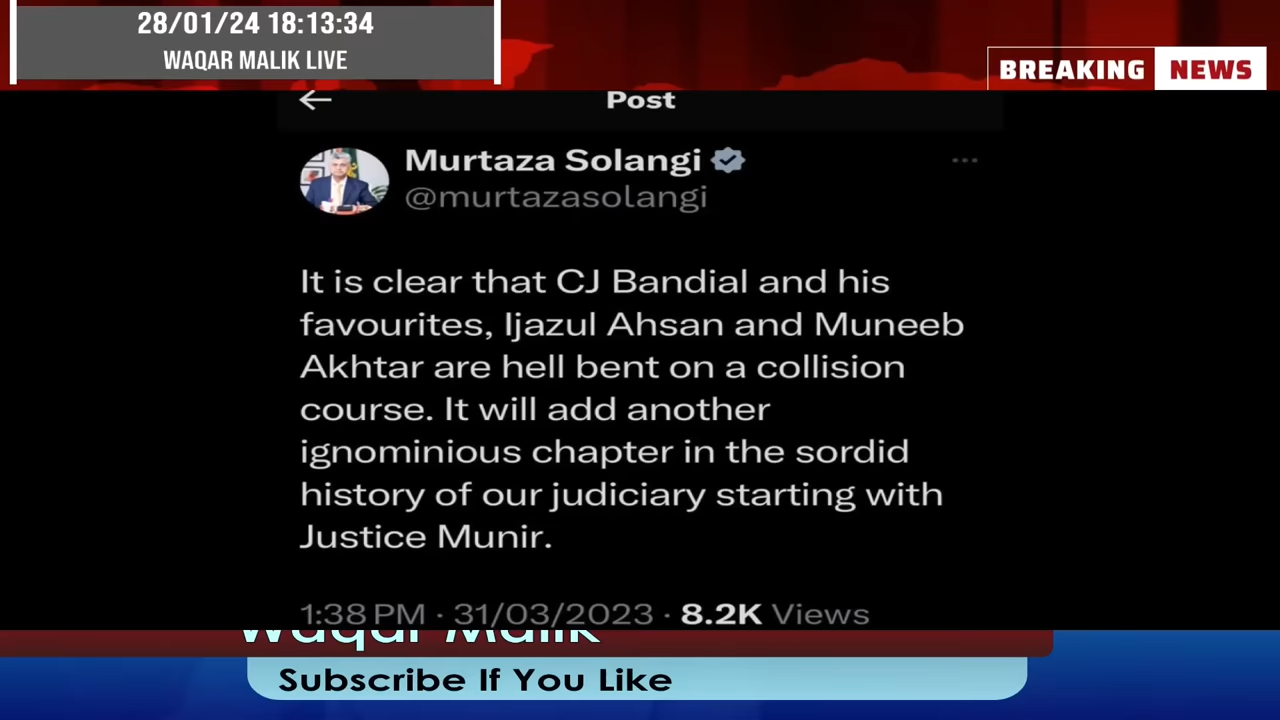 28/01/24 18:13:34
WAQAR MALIK LIVE
BREAKING NEWS
Post
Murtaza Solangi
@murtazasolangi
It is clear that CJ Bandial and his
favourites, Ijazul Ahsan and Muneeb
Akhtar are hell bent on a collision
course. It will add another
ignominious chapter in the sordid
history of our judiciary starting with
Justice Munir.
1:38 PM · 31/03/2023 · 8.2K Views
Waqar Malik
Subscribe If You Like